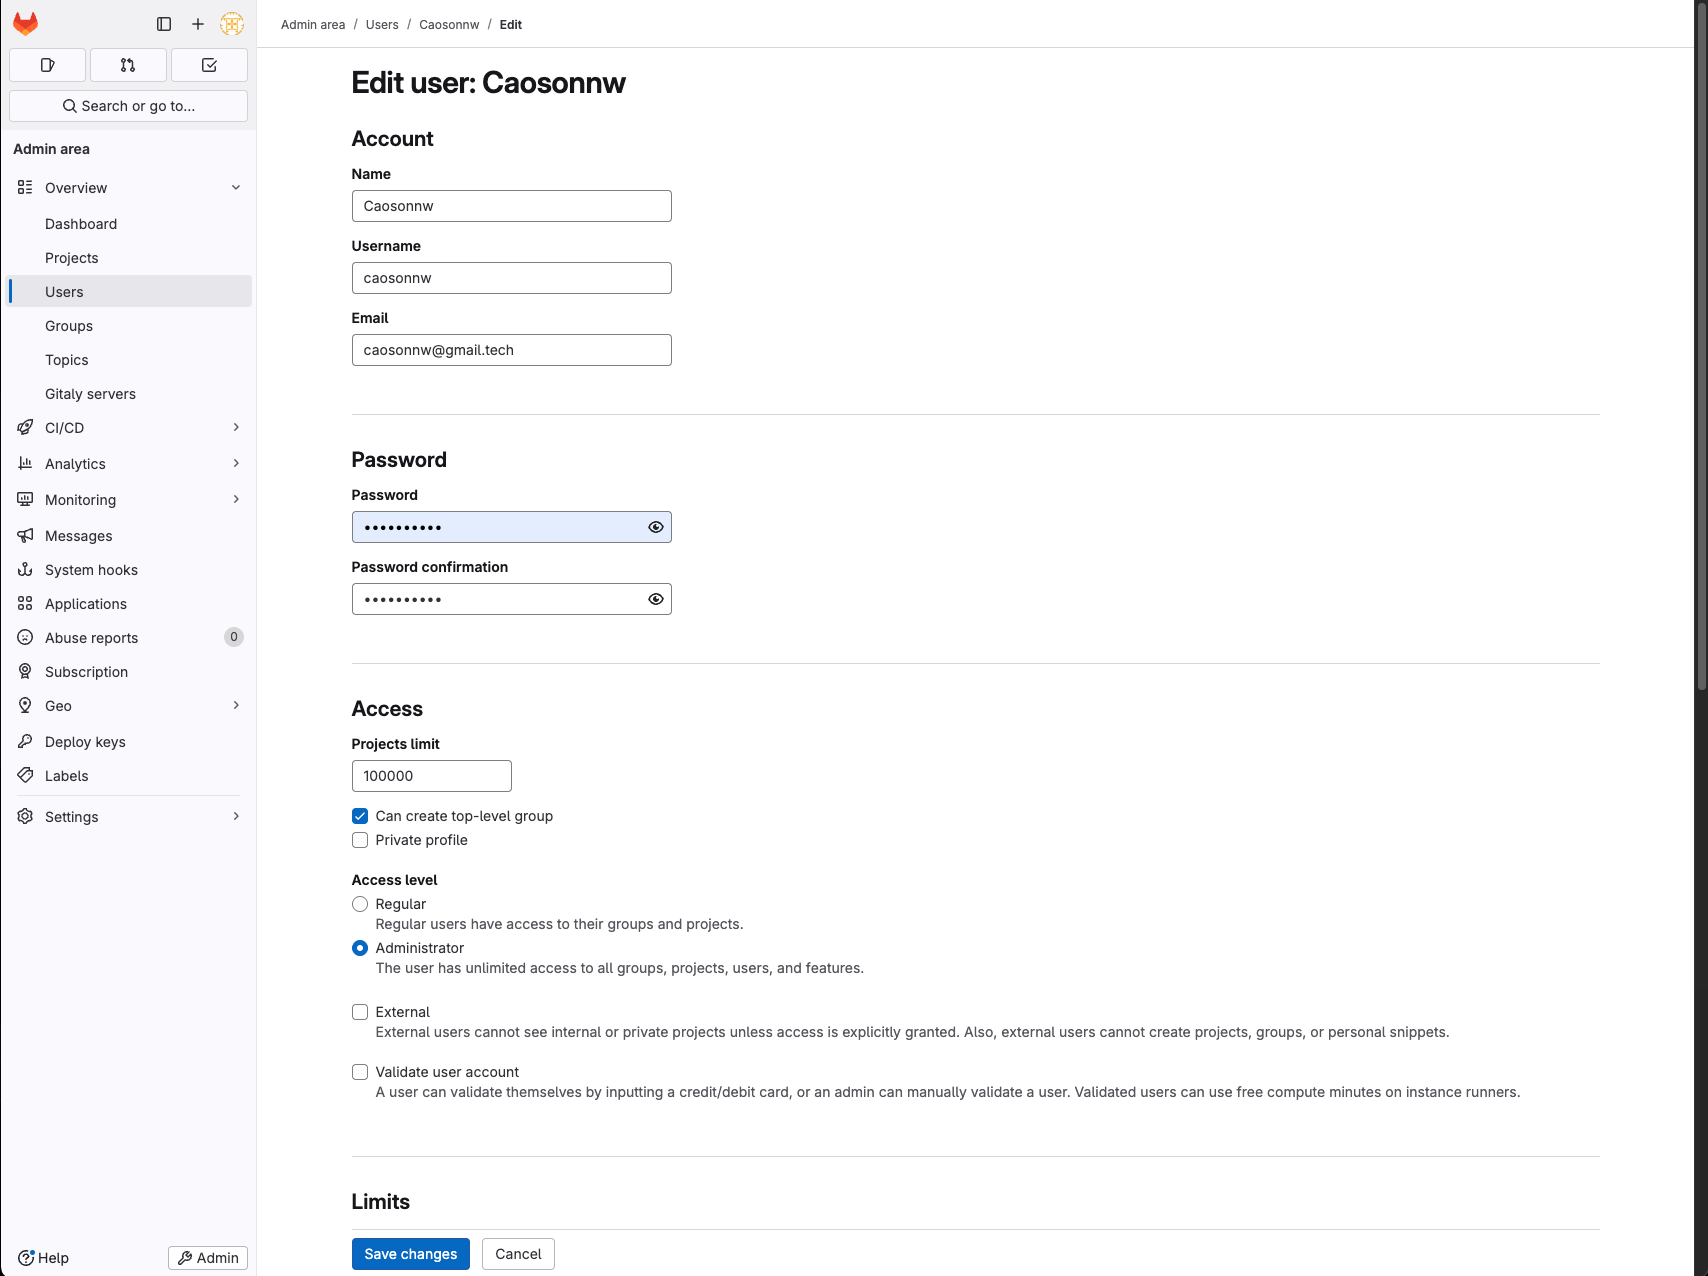 Admin area / Users / Caosonnw / Edit
Search or go to...
Admin area
Overview
Dashboard
Projects
Users
Groups
Topics
Gitaly servers
CI/CD
Analytics
Monitoring
Messages
System hooks
Applications
Abuse reports 0
Subscription
Geo
Deploy keys
Labels
Settings
Help
Admin
Edit user: Caosonnw
Account
Name
Caosonnw
Username
caosonnw
Email
caosonnw@gmail.tech
Password
Password
••••••••••
Password confirmation
••••••••••
Access
Projects limit
100000
Can create top-level group
Private profile
Access level
Regular
Regular users have access to their groups and projects.
Administrator
The user has unlimited access to all groups, projects, users, and features.
External
External users cannot see internal or private projects unless access is explicitly granted. Also, external users cannot create projects, groups, or personal snippets.
Validate user account
A user can validate themselves by inputting a credit/debit card, or an admin can manually validate a user. Validated users can use free compute minutes on instance runners.
Limits
Save changes
Cancel